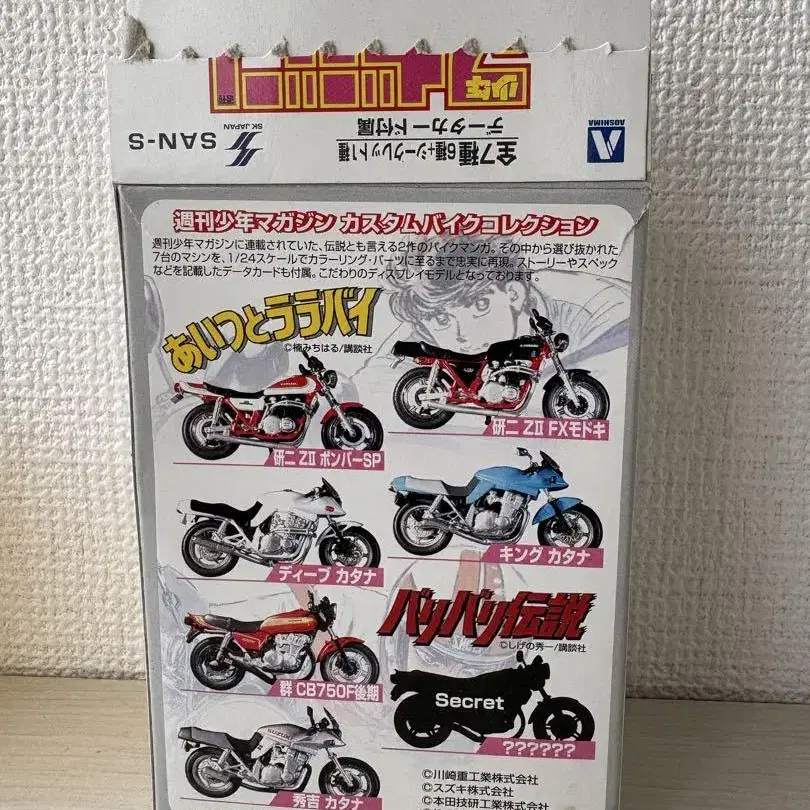 少年マガジン
週刊
全7種 6種+シークレット1種
データカード付属
SAN-S
SK JAPAN
AOSHIMA
週刊少年マガジン カスタムバイクコレクション
週刊少年マガジンに連載されていた、伝説とも言える2作のバイクマンガ。その中から選び抜かれた
7台のマシンを、1/24スケールでカラーリング・パーツに至るまで忠実に再現。ストーリーやスペック
などを記載したデータカードも付属。こだわりのディスプレイモデルとなっております。
あいつとララバイ
©楠みちはる/講談社
研二 ZII ボンバーSP
研二 ZII FXモドキ
ディープ カタナ
キング カタナ
バリバリ伝説
©しげの秀一/講談社
群 CB750F後期
Secret
??????
SUZUKI
秀吉 カタナ
©川崎重工業株式会社
©スズキ株式会社
©本田技研工業株式会社